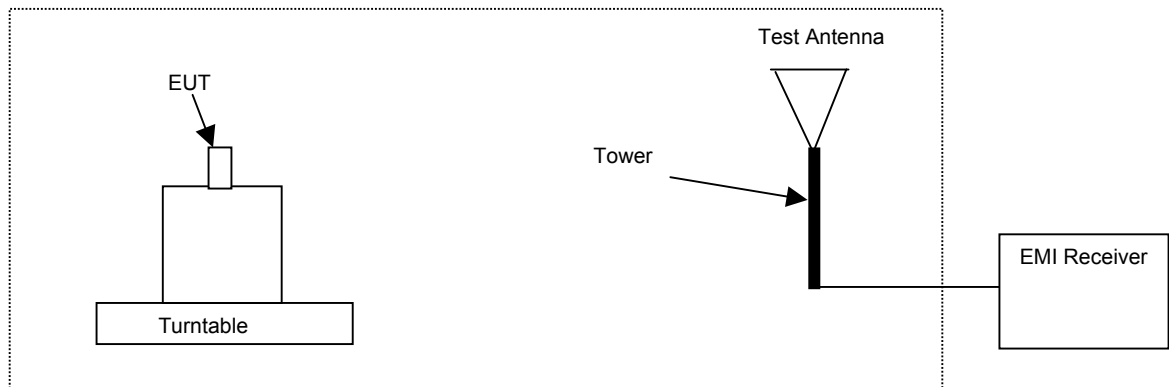 Test Antenna
EUT
Tower
EMI Receiver
Turntable